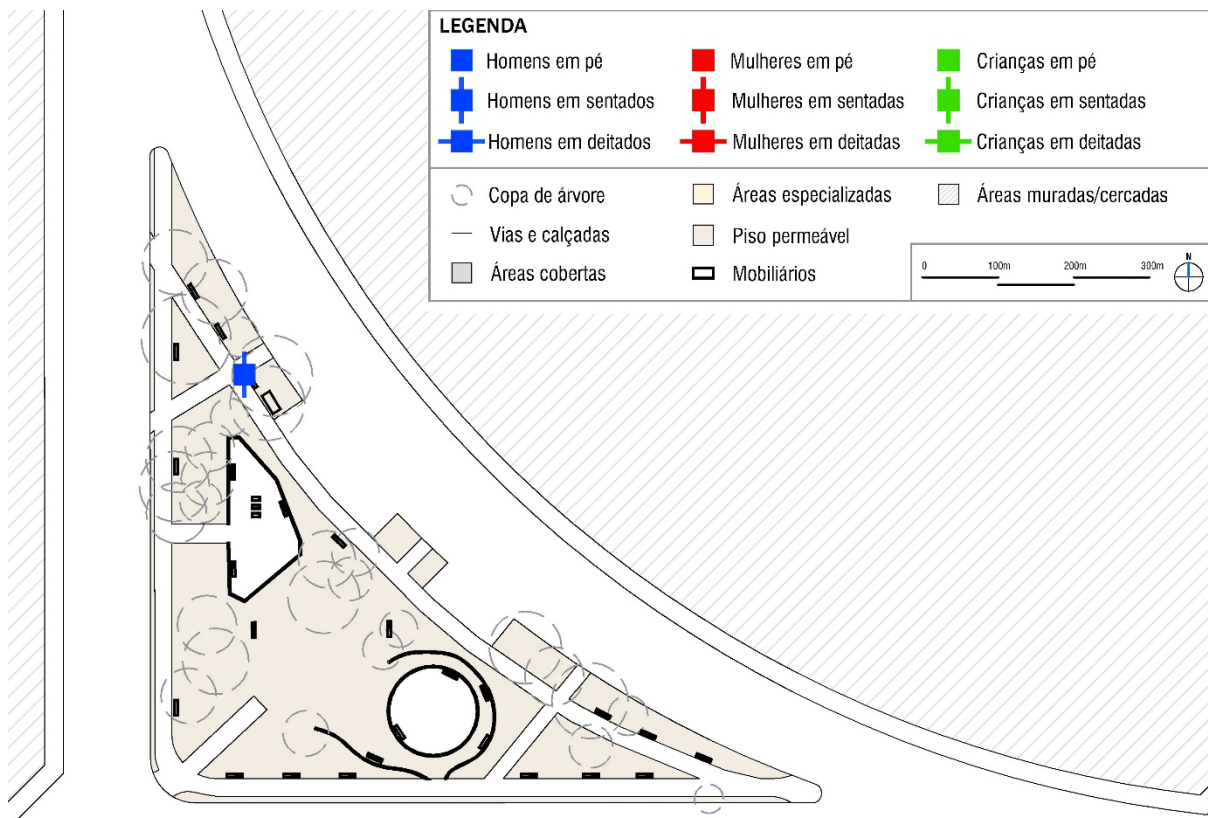 LEGENDA
Homens em pé
Mulheres em pé
Crianças em pé
Homens em sentados
Mulheres em sentadas
Crianças em sentadas
Homens em deitados
Mulheres em deitadas
Crianças em deitadas
Copa de árvore
Áreas especializadas
Áreas muradas/cercadas
Vias e calçadas
Piso permeável
Áreas cobertas
Mobiliários
0 100m 200m 300m
N